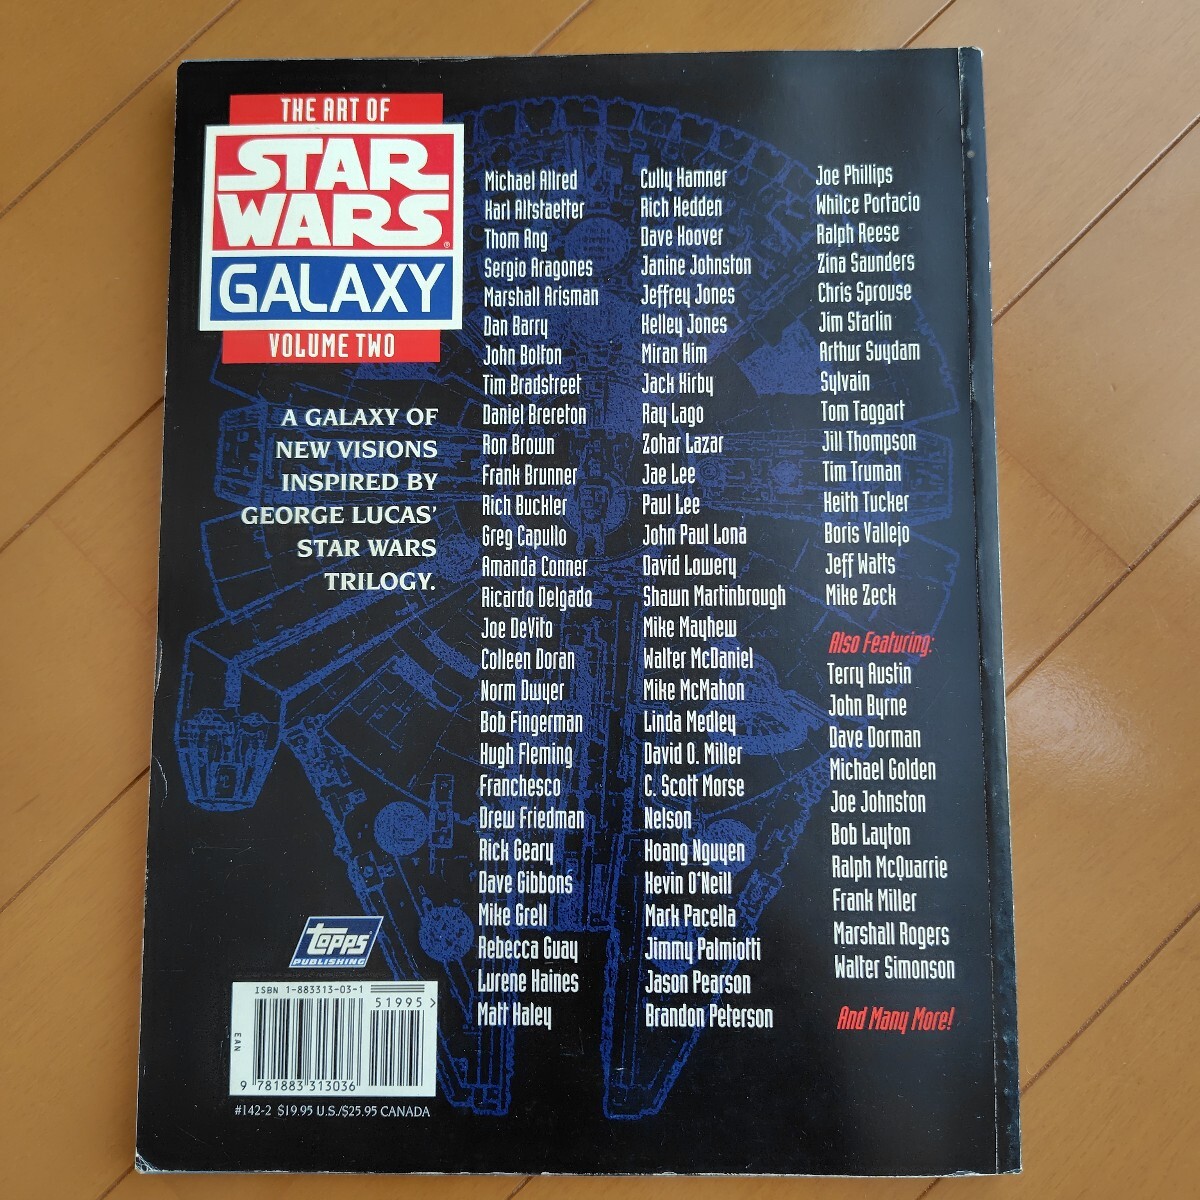 THE ART OF
STAR
WARS®
GALAXY
VOLUME TWO
A GALAXY OF
NEW VISIONS
INSPIRED BY
GEORGE LUCAS'
STAR WARS
TRILOGY.
Michael Allred
Karl Altstaetter
Thom Ang
Sergio Aragones
Marshall Arisman
Dan Barry
John Bolton
Tim Bradstreet
Daniel Brereton
Ron Brown
Frank Brunner
Rich Buckler
Greg Capullo
Amanda Conner
Ricardo Delgado
Joe DeVito
Colleen Doran
Norm Dwyer
Bob Fingerman
Hugh Fleming
Franchesco
Drew Friedman
Rick Geary
Dave Gibbons
Mike Grell
Rebecca Guay
Lurene Haines
Matt Haley
Cully Hamner
Rich Hedden
Dave Hoover
Janine Johnston
Jeffrey Jones
Kelley Jones
Miran Kim
Jack Kirby
Ray Lago
Zohar Lazar
Jae Lee
Paul Lee
John Paul Lona
David Lowery
Shawn Martinbrough
Mike Mayhew
Walter McDaniel
Mike McMahon
Linda Medley
David O. Miller
C. Scott Morse
Nelson
Hoang Nguyen
Kevin O'Neill
Mark Pacella
Jimmy Palmiotti
Jason Pearson
Brandon Peterson
Joe Phillips
Whilce Portacio
Ralph Reese
Zina Saunders
Chris Sprouse
Jim Starlin
Arthur Suydam
Sylvain
Tom Taggart
Jill Thompson
Tim Truman
Keith Tucker
Boris Vallejo
Jeff Watts
Mike Zeck
Also Featuring:
Terry Austin
John Byrne
Dave Dorman
Michael Golden
Joe Johnston
Bob Layton
Ralph McQuarrie
Frank Miller
Marshall Rogers
Walter Simonson
And Many More!
topps
PUBLISHING
ISBN 1-883313-03-1
51995>
EAN
9 781883 313036
#142-2 $19.95 U.S./$25.95 CANADA